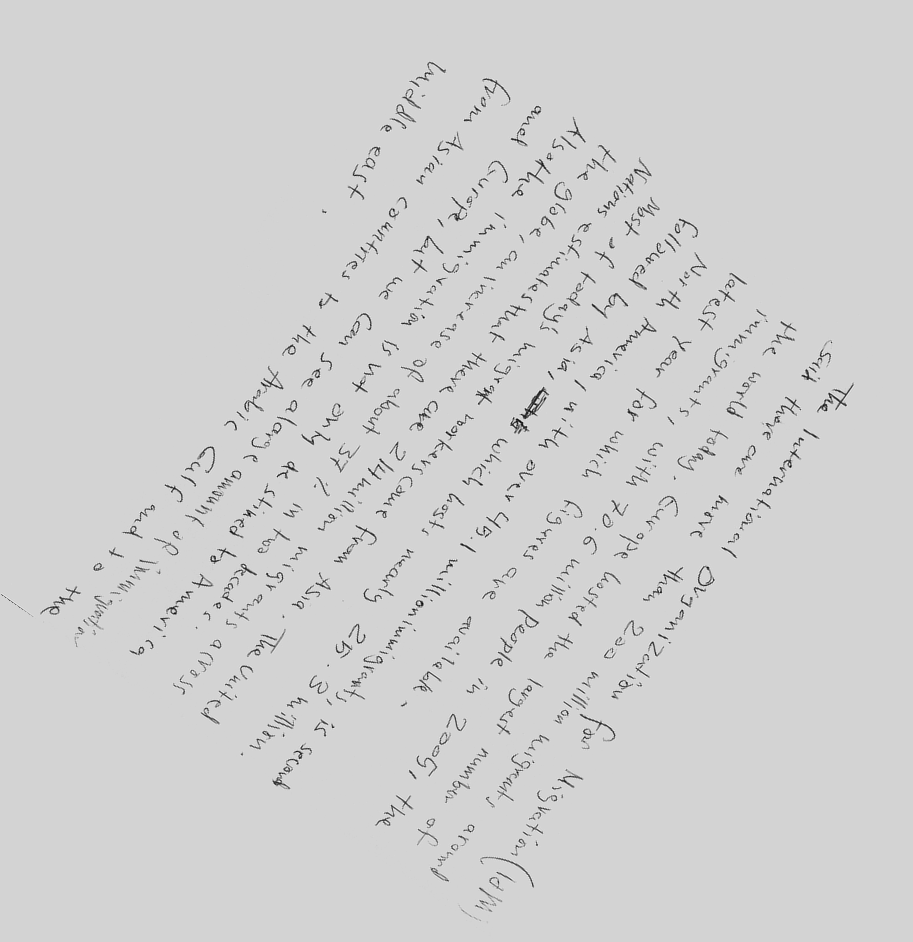 The International Organization for Migration (IOM)
said there are more than 200 million migrants around
the world today. Europe hosted the largest number of
immigrants, with 70.6 million people in 2005, the
latest year for which figures are available.
North America, with over 45.1 million immigrants, is second
followed by Asia, which hosts nearly 25.3 million.
Most of today's migrant workers come from Asia. The United
Nations estimates that there are 214 million migrants across
the globe, an increase of about 37 % in two decades.
Also the immigration is not only destined to America
and Europe, but we can see a large amount of immigration
from Asian countries to the Arabic Gulf and to the
middle east.